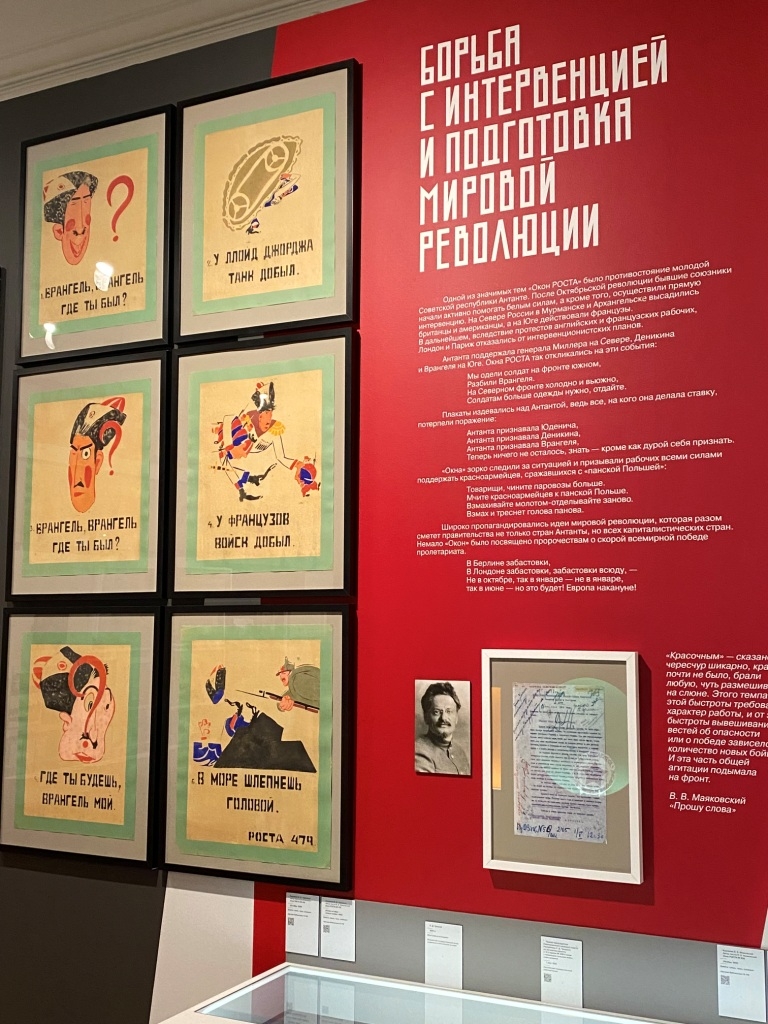 БОРЬБА
С ИНТЕРВЕНЦИЕЙ
И ПОДГОТОВКА
МИРОВОЙ
РЕВОЛЮЦИИ
1. ВРАНГЕЛЬ, ВРАНГЕЛЬ
ГДЕ ТЫ БЫЛ?
2. У ЛЛОИД ДЖОРДЖА
ТАНК ДОБЫЛ.
3. ВРАНГЕЛЬ, ВРАНГЕЛЬ
ГДЕ ТЫ БЫЛ?
4. У ФРАНЦУЗОВ
ВОЙСК ДОБЫЛ.
ГДЕ ТЫ БУДЕШЬ,
ВРАНГЕЛЬ МОЙ.
6. В МОРЕ ШЛЕПНЕШЬ
ГОЛОВОЙ.
РОСТА 479
Одной из значимых тем «Окон РОСТА» было противостояние молодой
Советской республики Антанте. После Октябрьской революции бывшие союзники
начали активно помогать белым силам, а кроме того, осуществили прямую
интервенцию. На Севере России в Мурманске и Архангельске высадились
британцы и американцы, а на Юге действовали французы.
В дальнейшем, вследствие протестов английских и французских рабочих,
Лондон и Париж отказались от интервенционистских планов.
Антанта поддержала генерала Миллера на Севере, Деникина
и Врангеля на Юге. Окна РОСТА так откликались на эти события:
Мы одели солдат на фронте южном,
Разбили Врангеля.
На Северном фронте холодно и вьюжно,
Солдатам больше одежды нужно, отдайте.
Плакаты издевались над Антантой, ведь все, на кого она делала ставку,
потерпели поражение:
Антанта признавала Юденича,
Антанта признавала Деникина,
Антанта признавала Врангеля,
Теперь ничего не осталось, знать — кроме как дурой себя признать.
«Окна» зорко следили за ситуацией и призывали рабочих всеми силами
поддержать красноармейцев, сражавшихся с «панской Польшей»:
Товарищи, чините паровозы больше.
Мчите красноармейцев к панской Польше.
Взмахивайте молотом-отделывайте заново.
Взмах и треснет голова панова.
Широко пропагандировались идеи мировой революции, которая разом
сметет правительства не только стран Антанты, но всех капиталистических стран.
Немало «Окон» было посвящено пророчествам о скорой всемирной победе
пролетариата.
В Берлине забастовки,
В Лондоне забастовки, забастовки всюду, —
Не в октябре, так в январе — не в январе,
так в июне — но это будет! Европа накануне!
«Красочным» — сказано
чересчур шикарно,
почти не было, брали
любую, чуть размешив
на слюне. Этого темпа
этой быстроты
характер работы, и от
быстроты вывешивани
вестей об опасности
или о победе зависело
количество новых
И эта часть общей
агитации подымала
на фронт.
В. В. Маяковский
«Прошу слова»